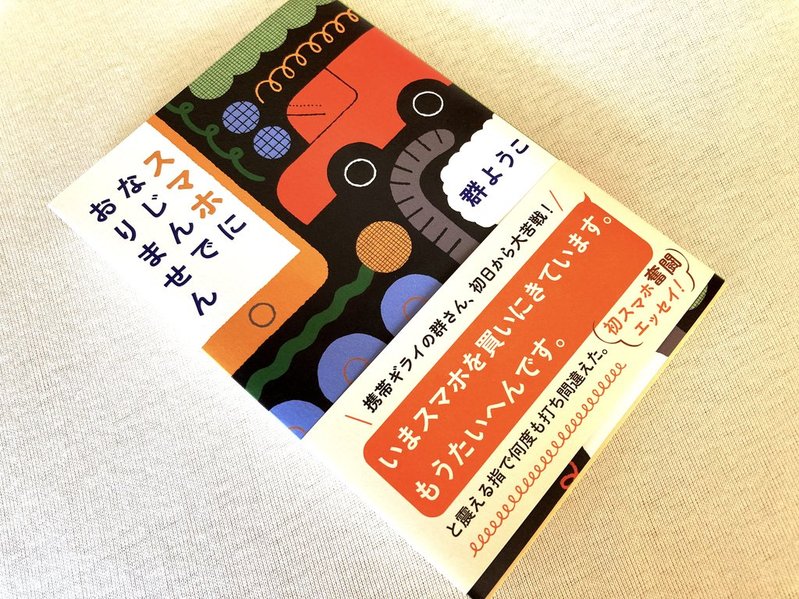 スマホに
なじんで
おりません
群ようこ
携帯ギライの群さん、初日から大苦戦!
いまスマホを買いにきています。
もうたいへんです。
と震える指で何度も打ち間違えた。
初スマホ奮闘
エッセイ!